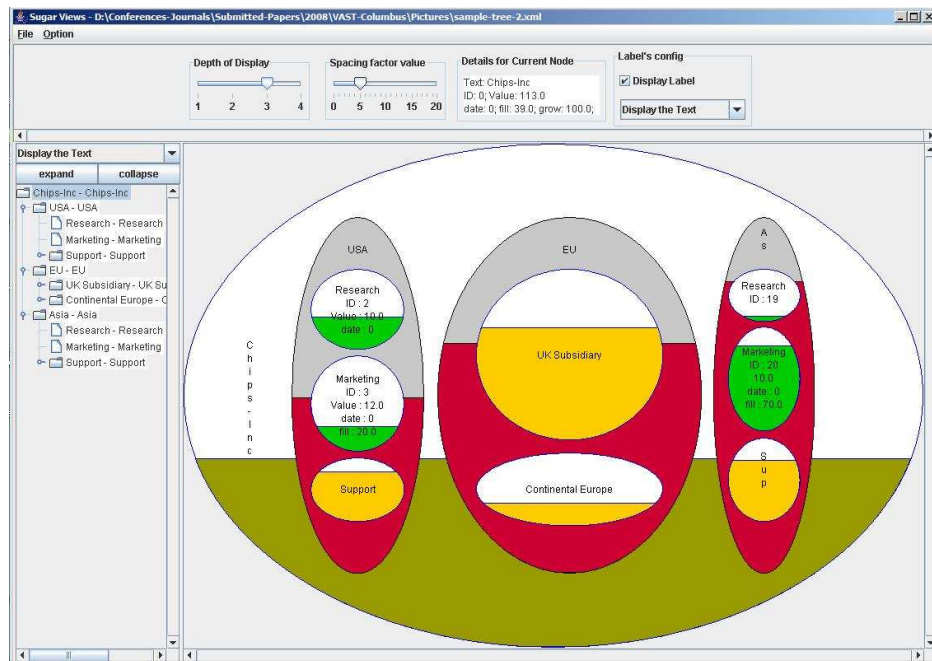 Sugar Views - D:\Conferences-Journals\Submitted-Papers\2008\VAST-Columbus\Pictures\sample-tree-2.xml
File Option
Depth of Display
1 2 3 4
Spacing factor value
0 5 10 15 20
Details for Current Node
Text: Chips-Inc
ID: 0; Value: 113.0
date: 0; fill: 39.0; grow: 100.0;
Label's config
Display Label
Display the Text
Display the Text
expand collapse
Chips-Inc - Chips-Inc
USA - USA
Research - Research
Marketing - Marketing
Support - Support
EU - EU
UK Subsidiary - UK Su
Continental Europe - C
Asia - Asia
Research - Research
Marketing - Marketing
Support - Support
Chips-Inc
USA
Research
ID : 2
Value : 10.0
date : 0
Marketing
ID : 3
Value : 12.0
date : 0
fill : 20.0
Support
EU
UK Subsidiary
Continental Europe
As
Research
ID : 19
Marketing
ID : 20
10.0
date : 0
fill : 70.0
Sup